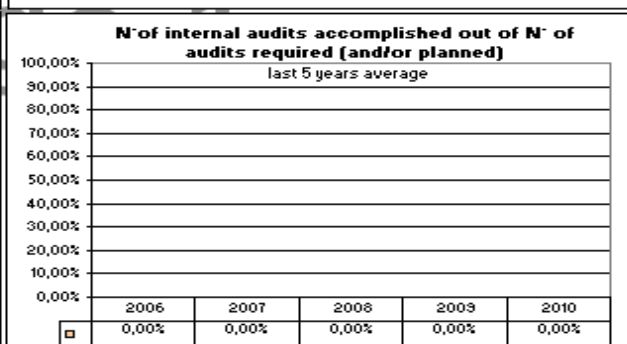 N°of internal audits accomplished out of N° of
audits required (and/or planned)
last 5 years average
100,00%
90,00%
80,00%
70,00%
60,00%
50,00%
40,00%
30,00%
20,00%
10,00%
0,00%
2006 2007 2008 2009 2010
0,00% 0,00% 0,00% 0,00% 0,00%